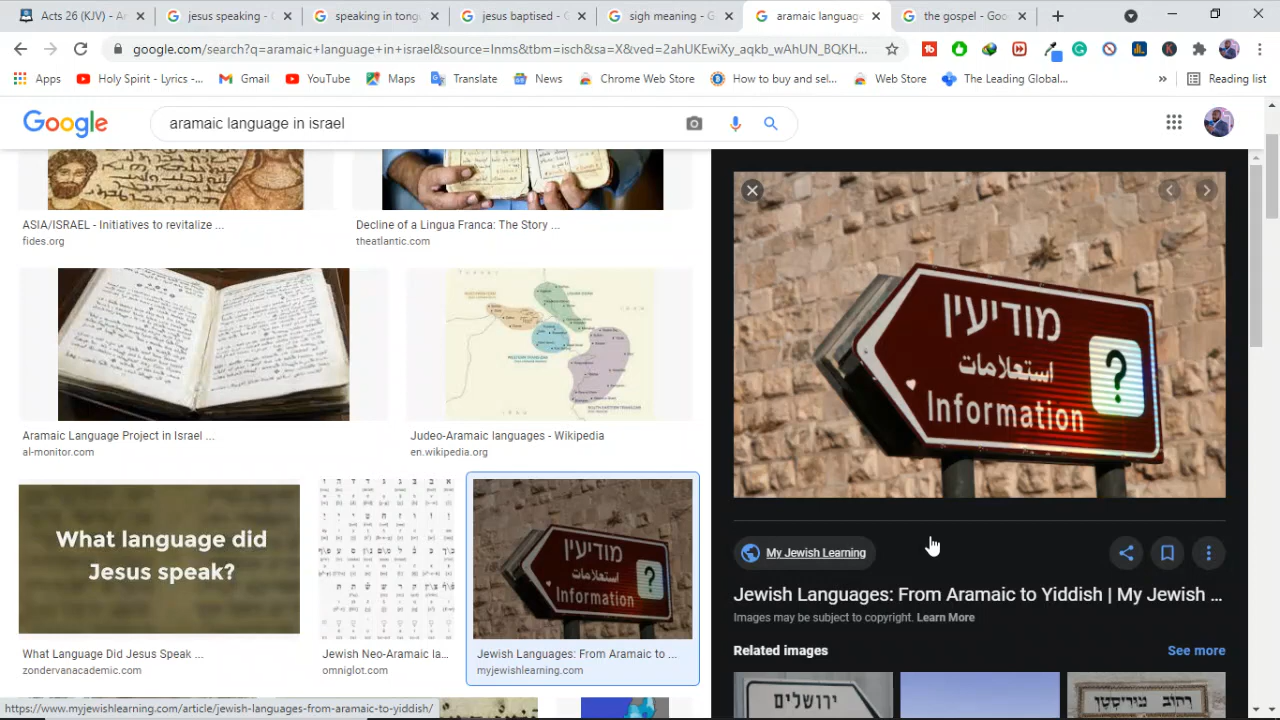 Acts 26 (KJV) -
jesus speaking - G
speaking in tong
jesus baptised - G
sigh meaning - G
aramaic language
the gospel - Goo
google.com/search?q=aramaic+language+in+israel&source=lnms&tbm=isch&sa=X&ved=2ahUKEwiXy_aqkb_wAhUN_BQKH...
Apps
Holy Spirit - Lyrics -...
Gmail
YouTube
Maps
Translate
News
Chrome Web Store
How to buy and sel...
Web Store
The Leading Global...
»
Reading list
Google
aramaic language in israel
ASIA/ISRAEL - Initiatives to revitalize ...
fides.org
Decline of a Lingua Franca: The Story ...
theatlantic.com
Aramaic Language Project in Israel ...
al-monitor.com
Judeo-Aramaic languages - Wikipedia
en.wikipedia.org
What language did
Jesus speak?
What Language Did Jesus Speak ...
zondervanacademic.com
Jewish Neo-Aramaic la...
omniglot.com
מודיעין
استعلامات
Information
?
Jewish Languages: From Aramaic to ...
myjewishlearning.com
מודיעין
استعلامات
Information
?
My Jewish Learning
Jewish Languages: From Aramaic to Yiddish | My Jewish ...
Images may be subject to copyright. Learn More
Related images
See more
ירושלים
https://www.myjewishlearning.com/article/jewish-languages-from-aramaic-to-y